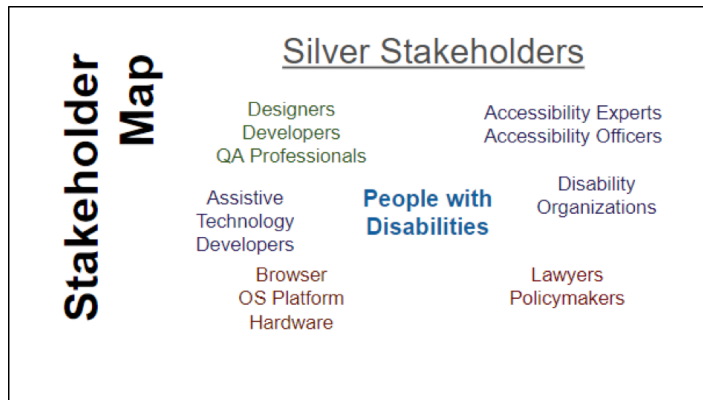 Stakeholder
Map
Silver Stakeholders
Designers
Developers
QA Professionals
Accessibility Experts
Accessibility Officers
Assistive
Technology
Developers
People with
Disabilities
Disability
Organizations
Browser
OS Platform
Hardware
Lawyers
Policymakers